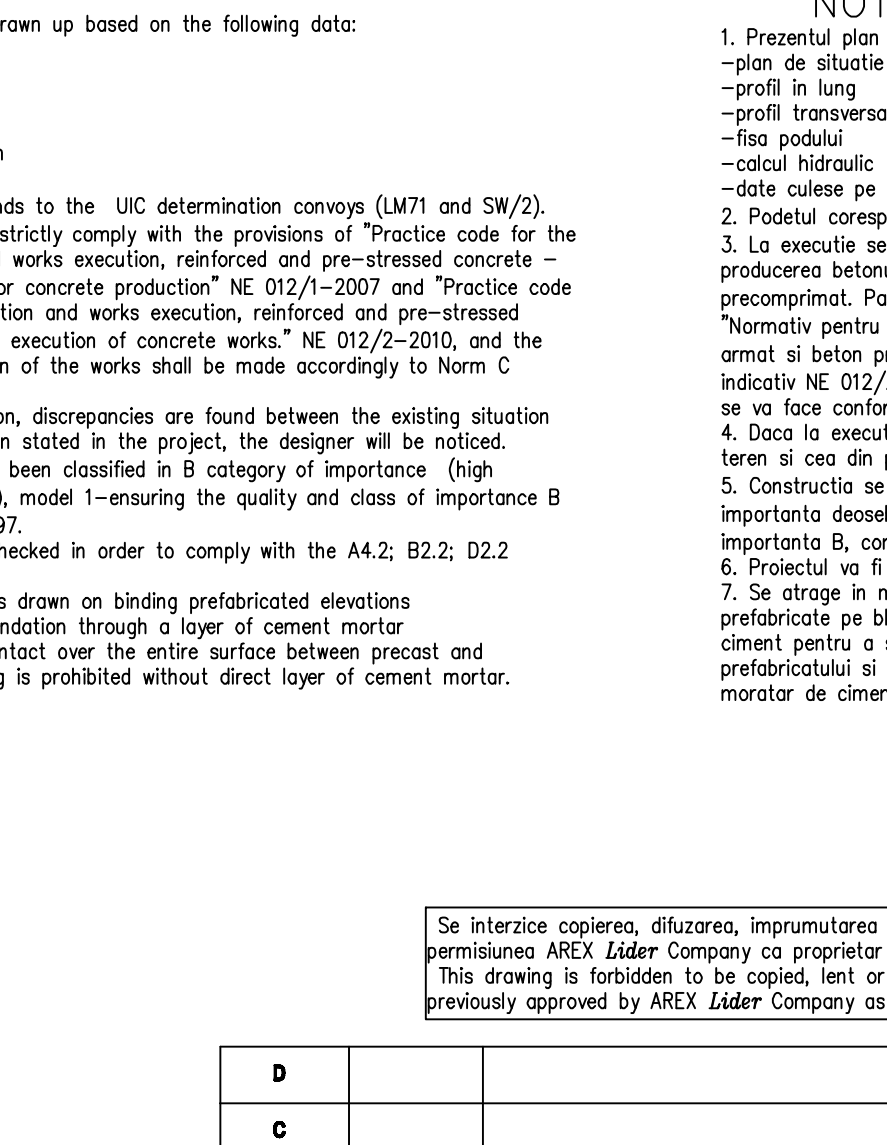 rawn up based on the following data:
nds to the UIC determination convoys (LM71 and SW/2).
strictly comply with the provisions of "Practice code for the
works execution, reinforced and pre-stressed concrete -
or concrete production" NE 012/1-2007 and "Practice code
tion and works execution, reinforced and pre-stressed
execution of concrete works." NE 012/2-2010, and the
n of the works shall be made accordingly to Norm C
on, discrepancies are found between the existing situation
n stated in the project, the designer will be noticed.
been classified in B category of importance (high
), model 1-ensuring the quality and class of importance B
97.
hecked in order to comply with the A4.2; B2.2; D2.2
s drawn on binding prefabricated elevations
ndation through a layer of cement mortar
ntact over the entire surface between precast and
g is prohibited without direct layer of cement mortar.
NOT
1. Prezentul plan
-plan de situatie
-profil in lung
-profil transversa
-fisa podului
-calcul hidraulic
-date culese pe
2. Podetul coresp
3. La executie se
producerea betonu
precomprimat. Pa
"Normativ pentru
armat si beton pr
indicativ NE 012/
se va face confor
4. Daca la execut
teren si cea din p
5. Constructia se
importanta deoseb
importanta B, con
6. Proiectul va fi
7. Se atrage in n
prefabricate pe bl
ciment pentru a s
prefabricatului si
moratar de cimen
Se interzice copierea, difuzarea, imprumutarea
permisiunea AREX Lider Company ca proprietar
This drawing is forbidden to be copied, lent or
previously approved by AREX Lider Company as
D
C